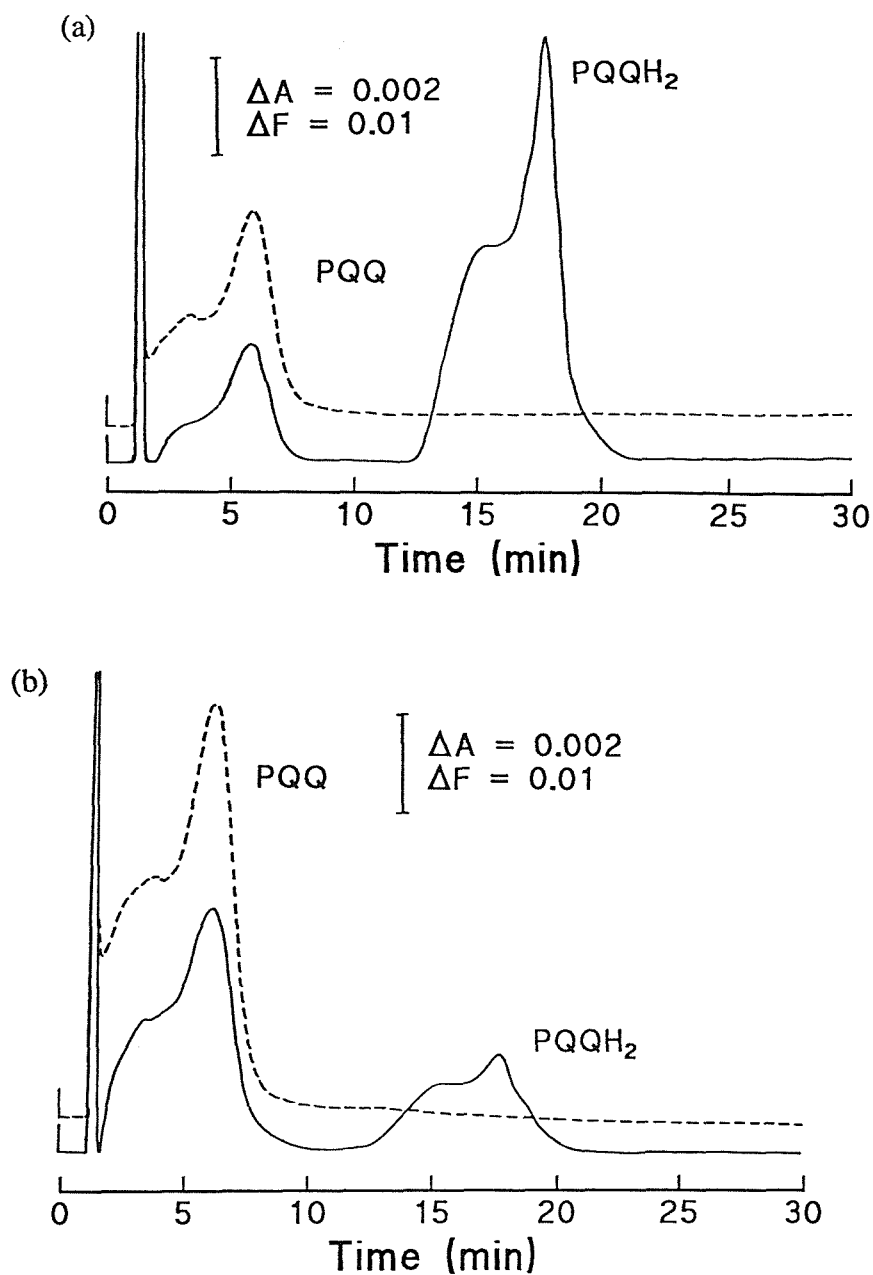 (a)
ΔA = 0.002
ΔF = 0.01
PQQH₂
PQQ
0 5 10 15 20 25 30
Time (min)
(b)
PQQ
ΔA = 0.002
ΔF = 0.01
PQQH₂
0 5 10 15 20 25 30
Time (min)